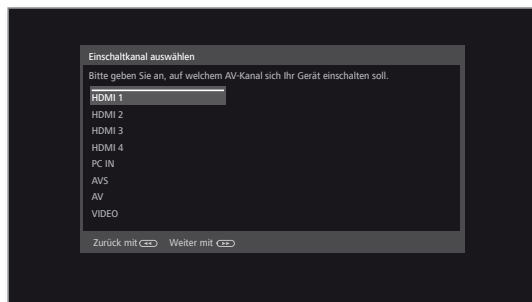 Einschaltkanal auswählen
Bitte geben Sie an, auf welchem AV-Kanal sich Ihr Gerät einschalten soll.
HDMI 1
HDMI 2
HDMI 3
HDMI 4
PC IN
AVS
AV
VIDEO
Zurück mit Weiter mit